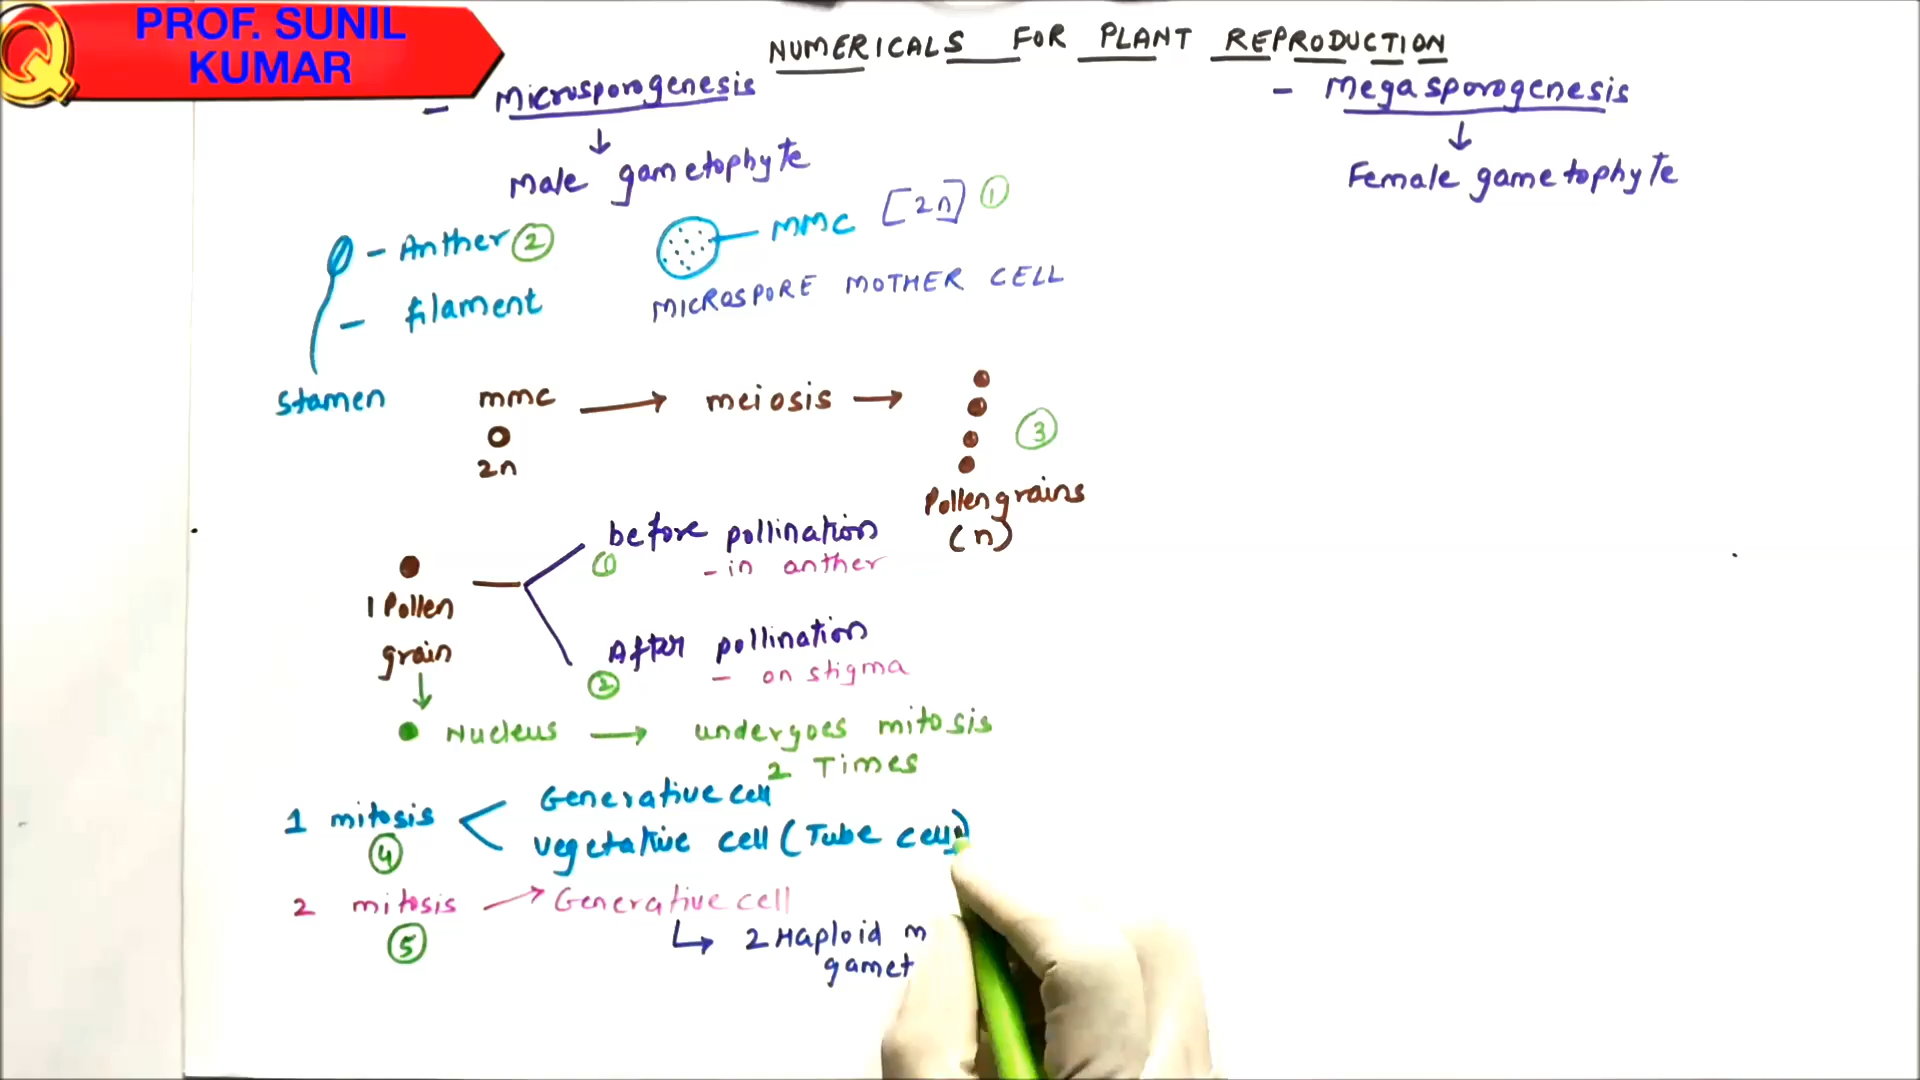 PROF. SUNIL
KUMAR
NUMERICALS FOR PLANT REPRODUCTION
- Microsporogenesis
↓
Male gametophyte
- Megasporogenesis
↓
Female gametophyte
- Anther ②
- filament
Stamen
MMC [2n] ①
MICROSPORE MOTHER CELL
mmc → meiosis →
2n
③
Pollengrains
(n)
1 Pollen
grain
before pollination
① - in anther
After pollination
② - on stigma
↓
Nucleus → undergoes mitosis
2 Times
1 mitosis
④
Generative cell
vegetative cell (Tube cell)
2 mitosis → Generative cell
⑤
↳ 2 Haploid m
gamet